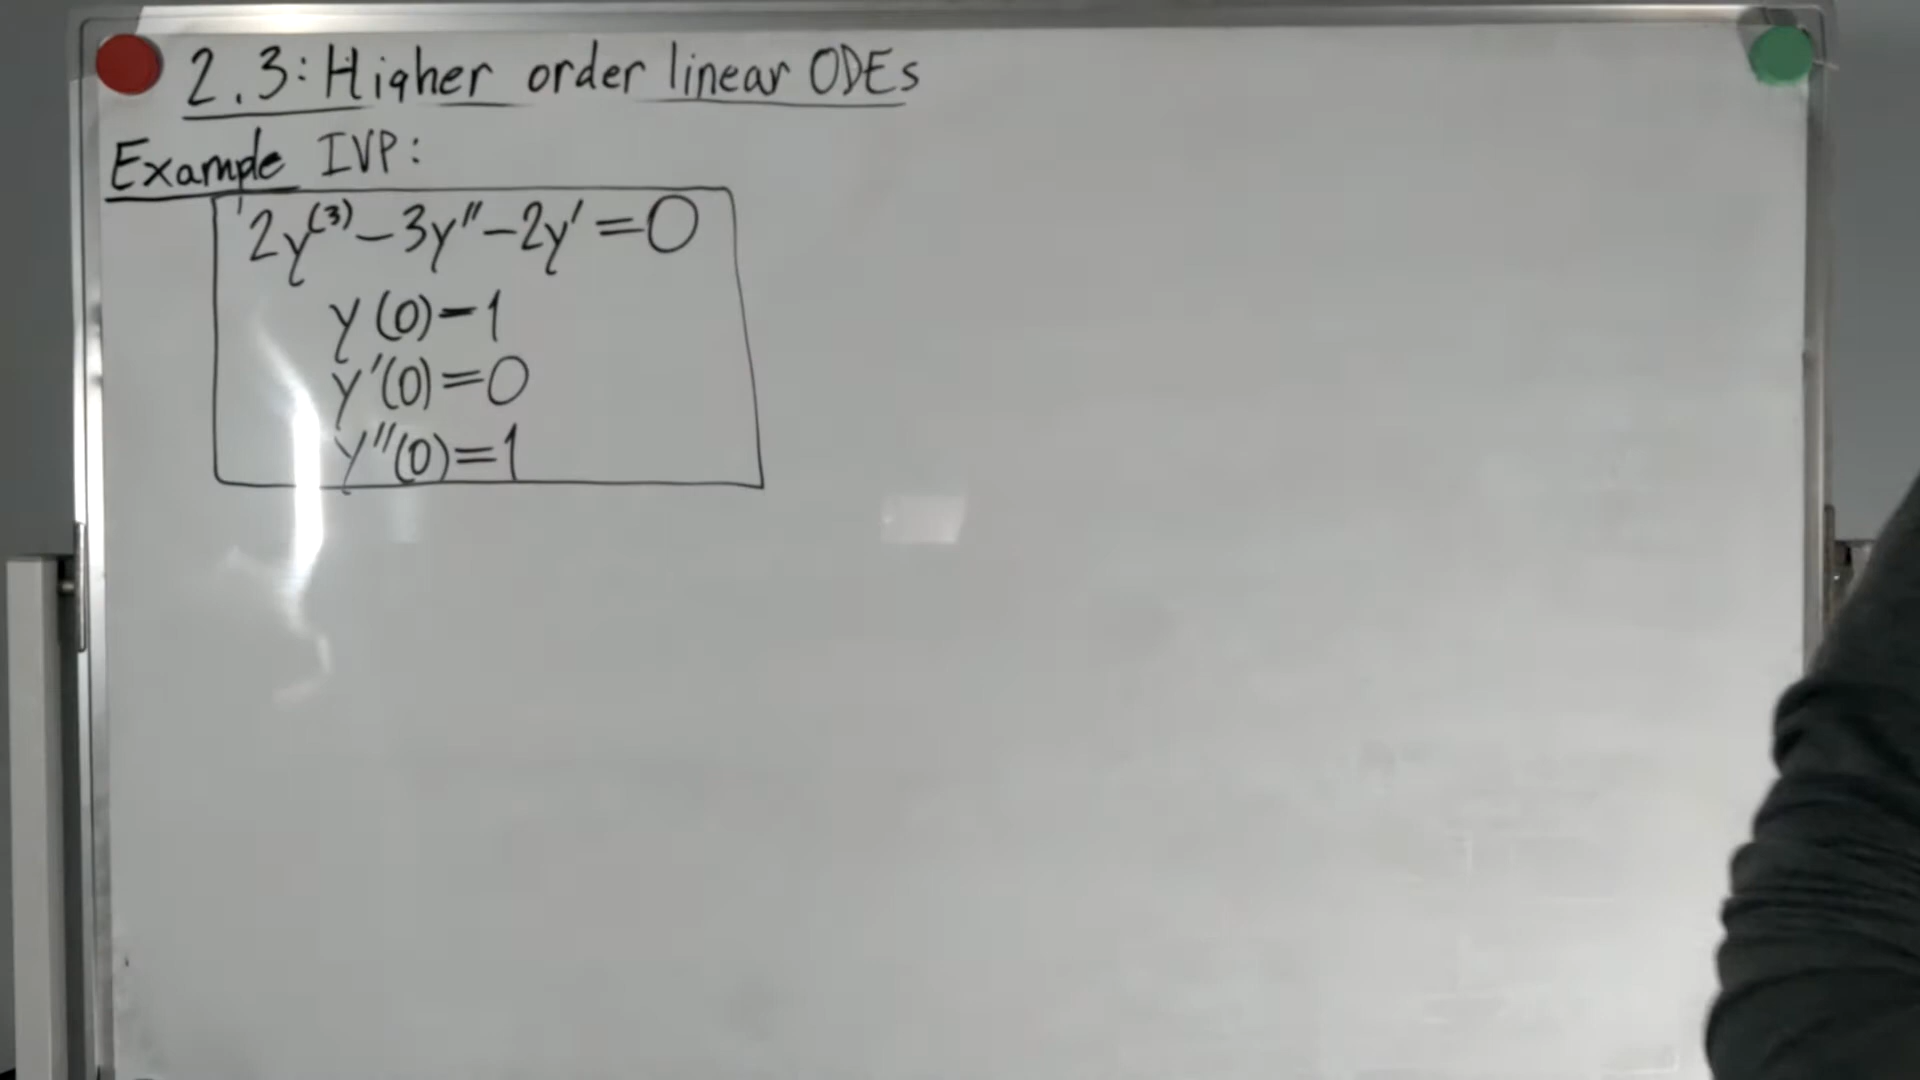 2.3: Higher order linear ODEs
Example IVP:
2y⁽³⁾-3y''-2y'=0
y(0)=1
y'(0)=0
y''(0)=1